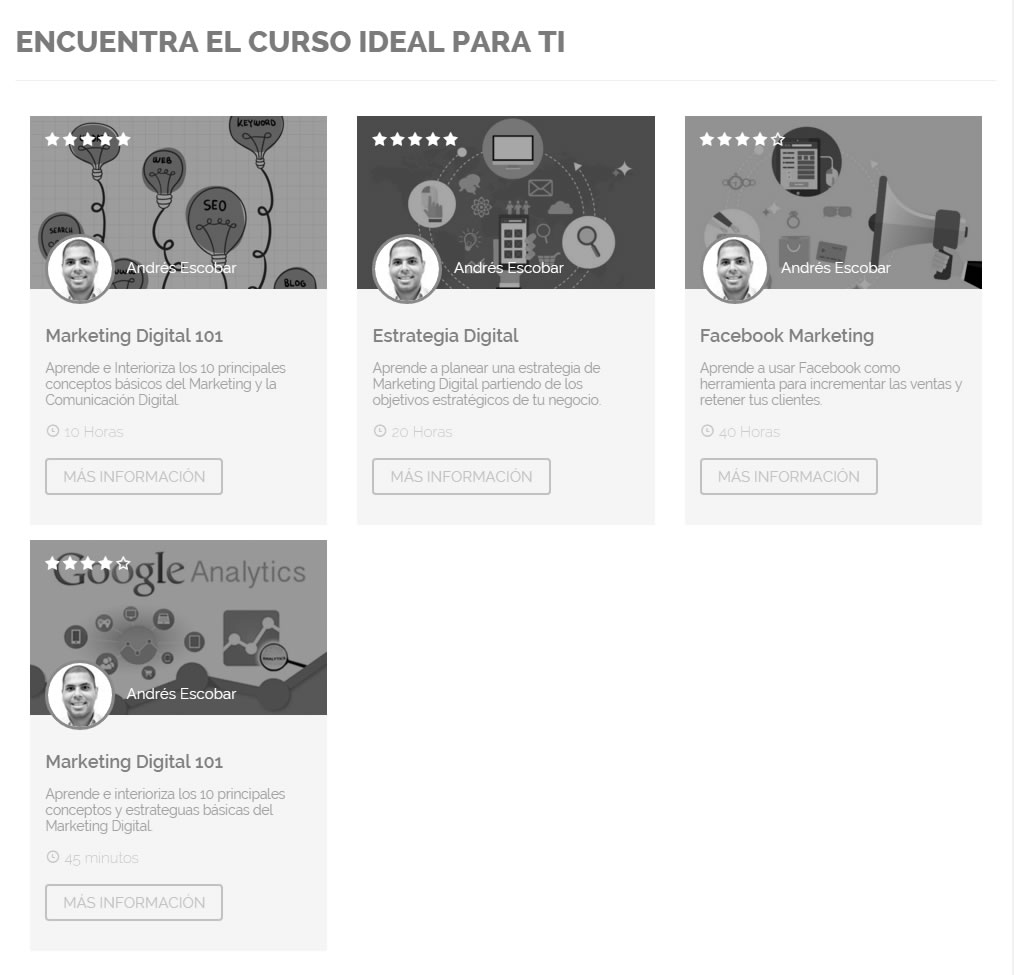 ENCUENTRA EL CURSO IDEAL PARA TI
KEYWORD
WEB
SEO
SEARCH
BLOG
Andrés Escobar
Marketing Digital 101
Aprende e Interioriza los 10 principales
conceptos básicos del Marketing y la
Comunicación Digital.
10 Horas
MÁS INFORMACIÓN
Andrés Escobar
Estrategia Digital
Aprende a planear una estrategia de
Marketing Digital partiendo de los
objetivos estratégicos de tu negocio.
20 Horas
MÁS INFORMACIÓN
Andrés Escobar
Facebook Marketing
Aprende a usar Facebook como
herramienta para incrementar las ventas y
retener tus clientes.
40 Horas
MÁS INFORMACIÓN
Google Analytics
ANALYTICS
Andrés Escobar
Marketing Digital 101
Aprende e interioriza los 10 principales
conceptos y estrateguas básicas del
Marketing Digital.
45 minutos
MÁS INFORMACIÓN